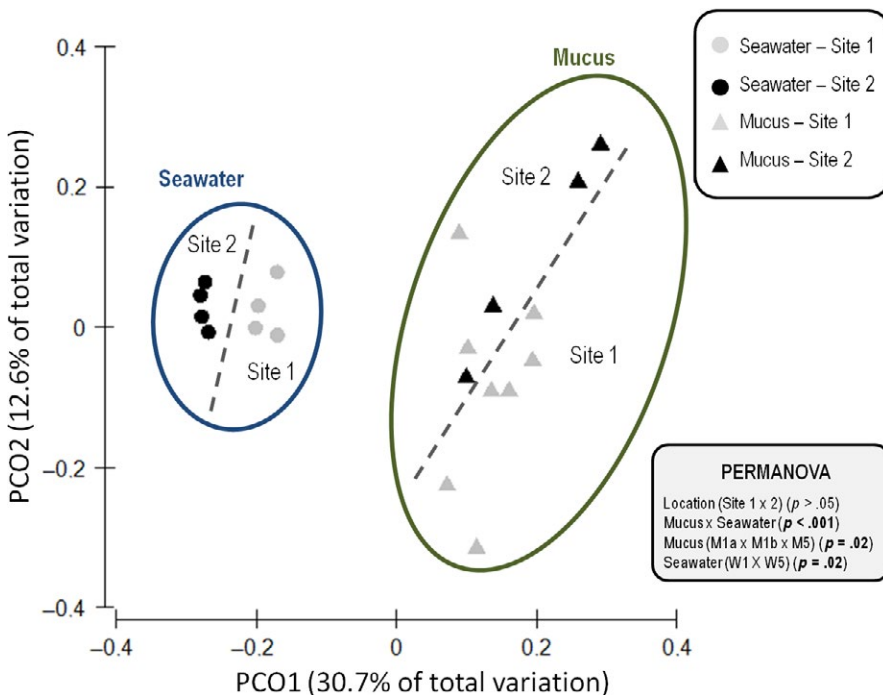 0.4
0.2
0
−0.2
−0.4
PCO2 (12.6% of total variation)
−0.4
−0.2
0
0.2
0.4
PCO1 (30.7% of total variation)
Seawater
Site 2
Site 1
Mucus
Site 2
Site 1
Seawater – Site 1
Seawater – Site 2
Mucus – Site 1
Mucus – Site 2
PERMANOVA
Location (Site 1 x 2) (p > .05)
Mucus x Seawater (p < .001)
Mucus (M1a x M1b x M5) (p = .02)
Seawater (W1 X W5) (p = .02)